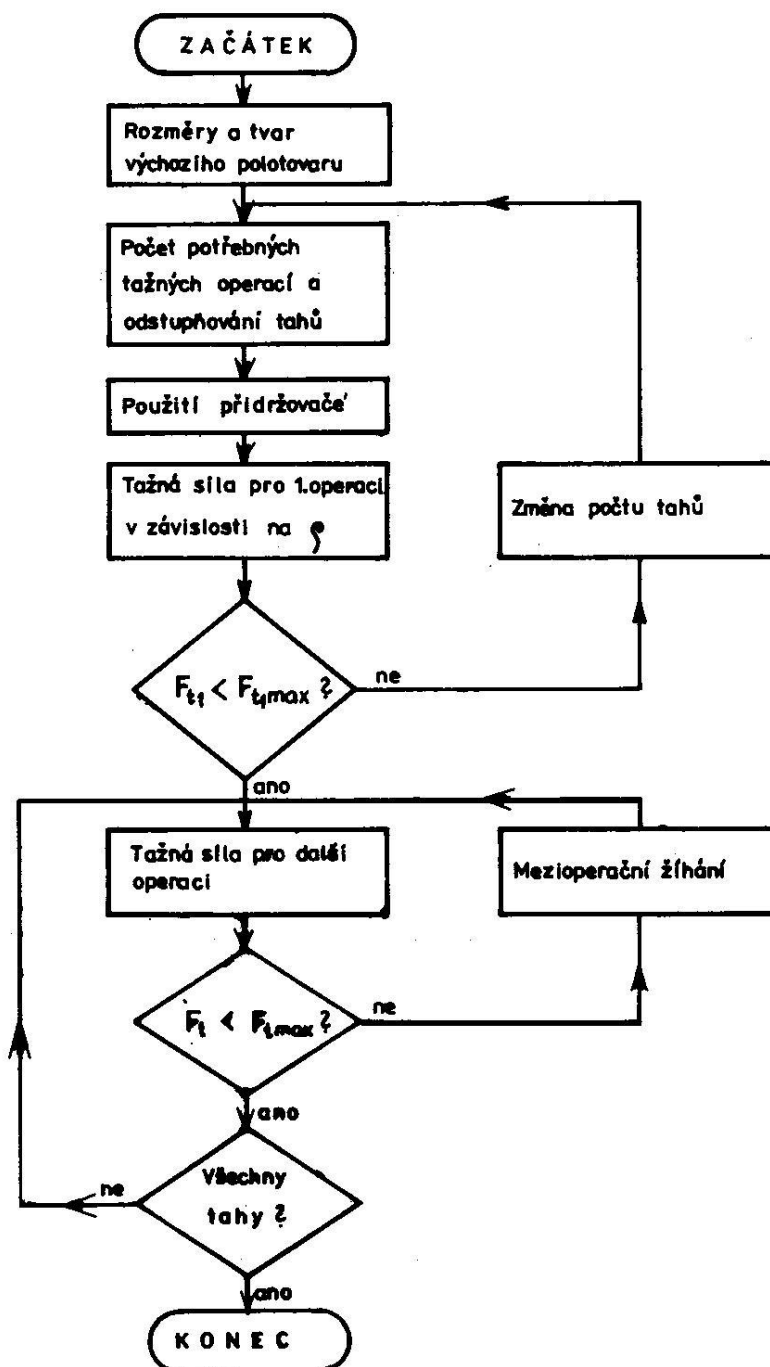 ZAČÁTEK
Rozměry a tvar
výchozího polotovaru
Počet potřebných
tažných operací a
odstupňování tahů
Použití přidržovače
Tažná síla pro 1.operaci
v závislosti na ρ
Změna počtu tahů
Ft1 < Ft1max ?
ne
ano
Tažná síla pro další
operaci
Mezioperační žíhání
Ft < Ftmax ?
ne
ano
Všechny
tahy ?
ne
ano
KONEC